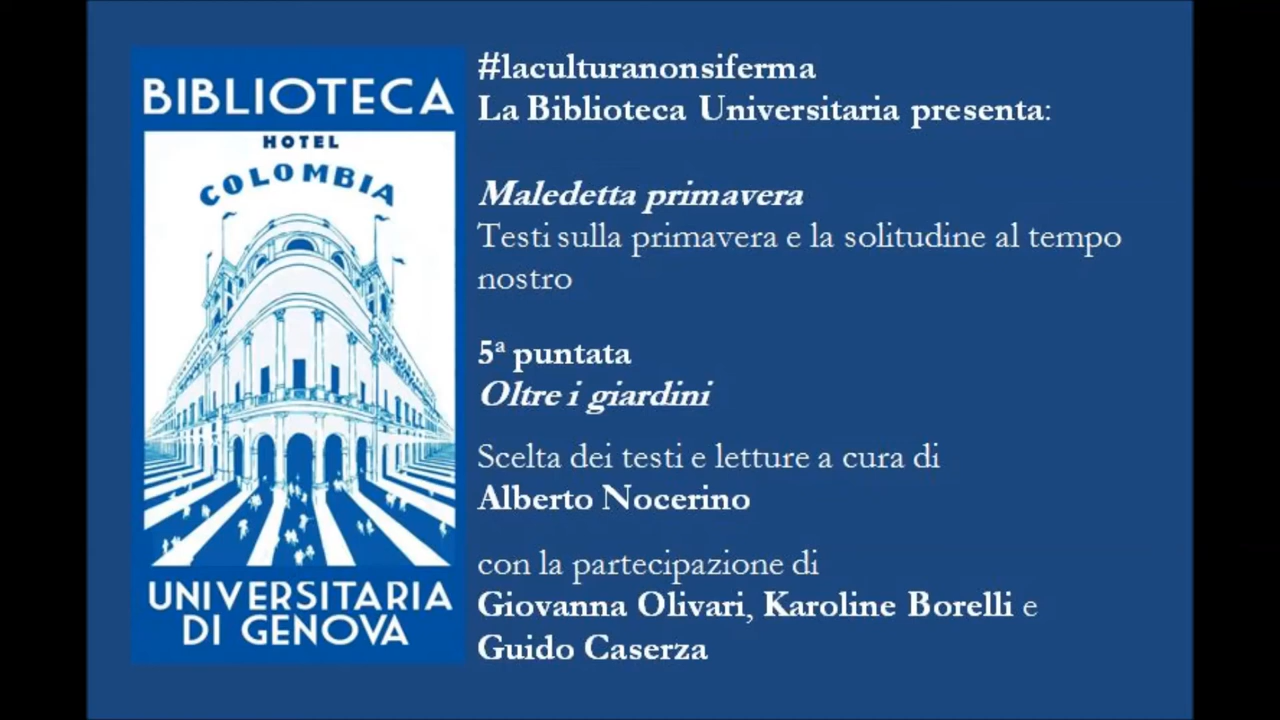 BIBLIOTECA
HOTEL
COLOMBIA
UNIVERSITARIA
DI GENOVA
#laculturanonsiferma
La Biblioteca Universitaria presenta:
Maledetta primavera
Testi sulla primavera e la solitudine al tempo
nostro
5ª puntata
Oltre i giardini
Scelta dei testi e letture a cura di
Alberto Nocerino
con la partecipazione di
Giovanna Olivari, Karoline Borelli e
Guido Caserza